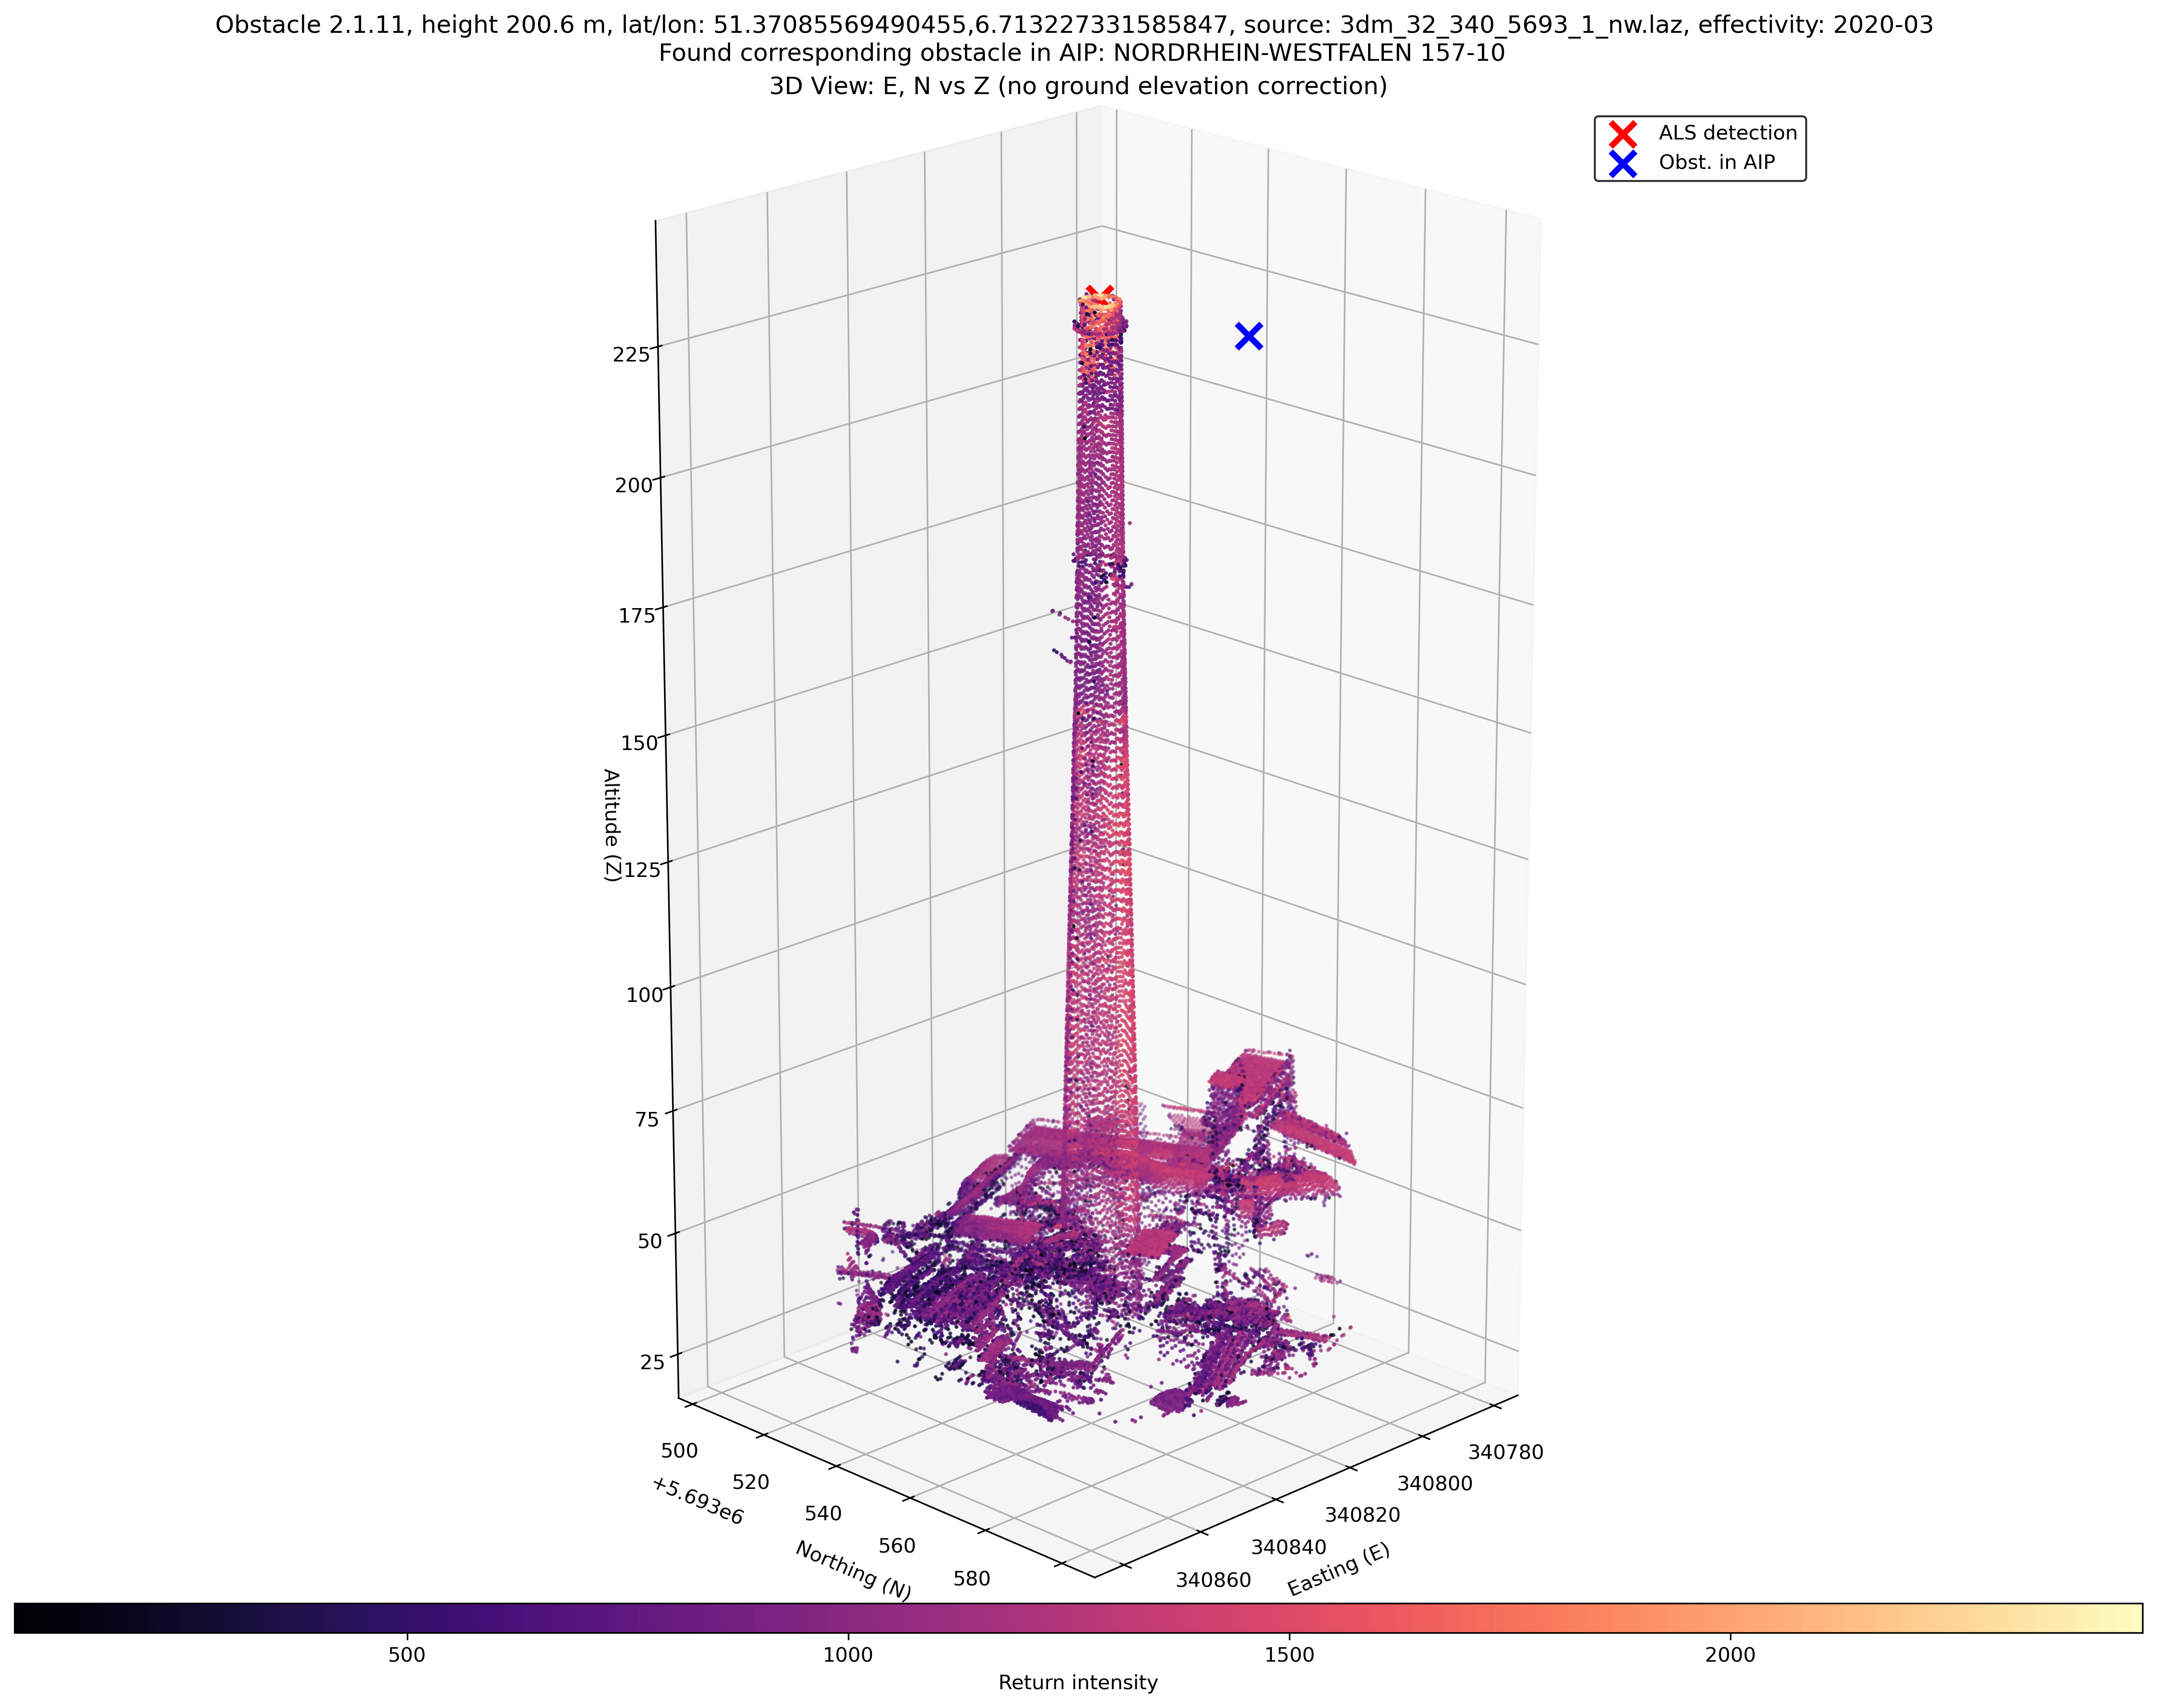 Obstacle 2.1.11, height 200.6 m, lat/lon: 51.37085569490455,6.713227331585847, source: 3dm_32_340_5693_1_nw.laz, effectivity: 2020-03
Found corresponding obstacle in AIP: NORDRHEIN-WESTFALEN 157-10
3D View: E, N vs Z (no ground elevation correction)
ALS detection
Obst. in AIP
225
200
175
150
125
100
75
50
25
Altitude (Z)
500
520
540
560
580
+5.693e6
Northing (N)
340780
340800
340820
340840
340860
Easting (E)
500
1000
1500
2000
Return intensity